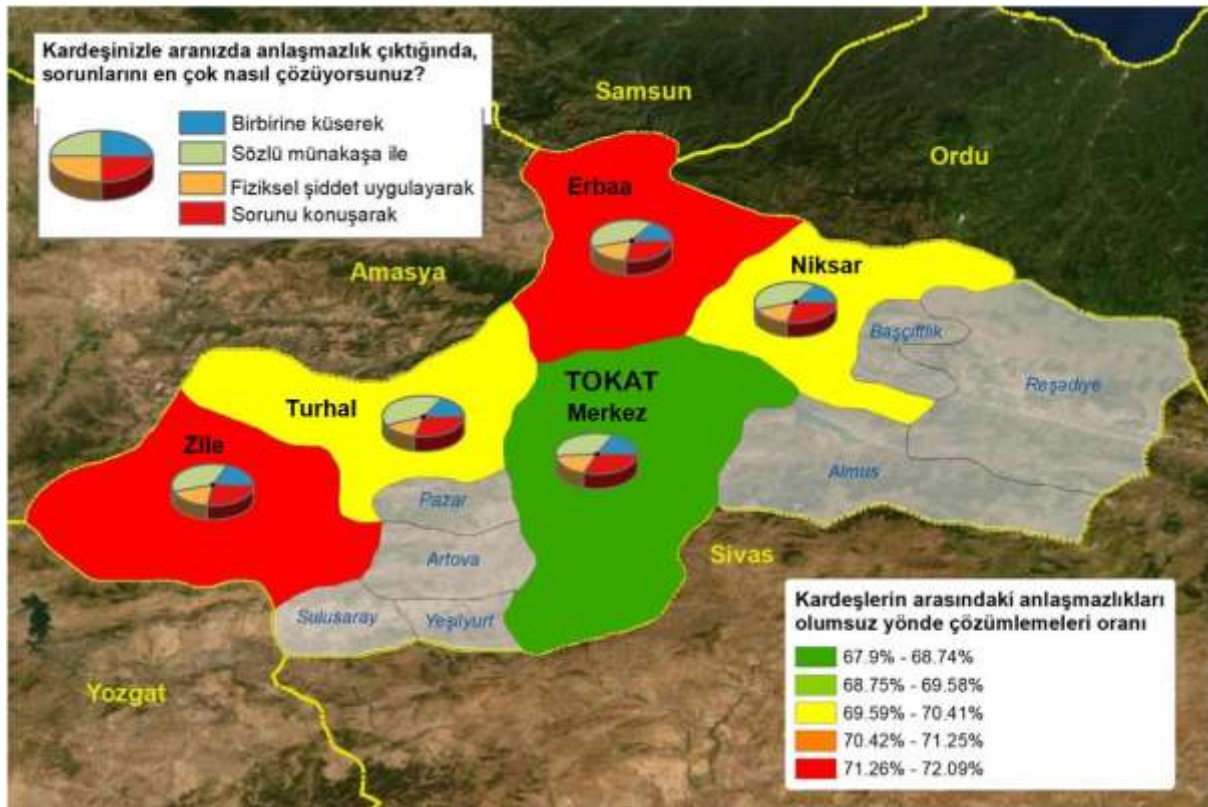 Kardeşinizle aranızda anlaşmazlık çıktığında,
sorunlarını en çok nasıl çözüyorsunuz?
Birbirine küserek
Sözlü münakaşa ile
Fiziksel şiddet uygulayarak
Sorunu konuşarak
Samsun
Ordu
Erbaa
Amasya
Niksar
Başçifflik
Reşadiye
TOKAT
Merkez
Turhal
Zile
Almus
Pazar
Artova
Sivas
Sulusaray
Yeşilyurt
Yozgat
Kardeşlerin arasındaki anlaşmazlıkları
olumsuz yönde çözümlemeleri oranı
67.9% - 68.74%
68.75% - 69.58%
69.59% - 70.41%
70.42% - 71.25%
71.26% - 72.09%